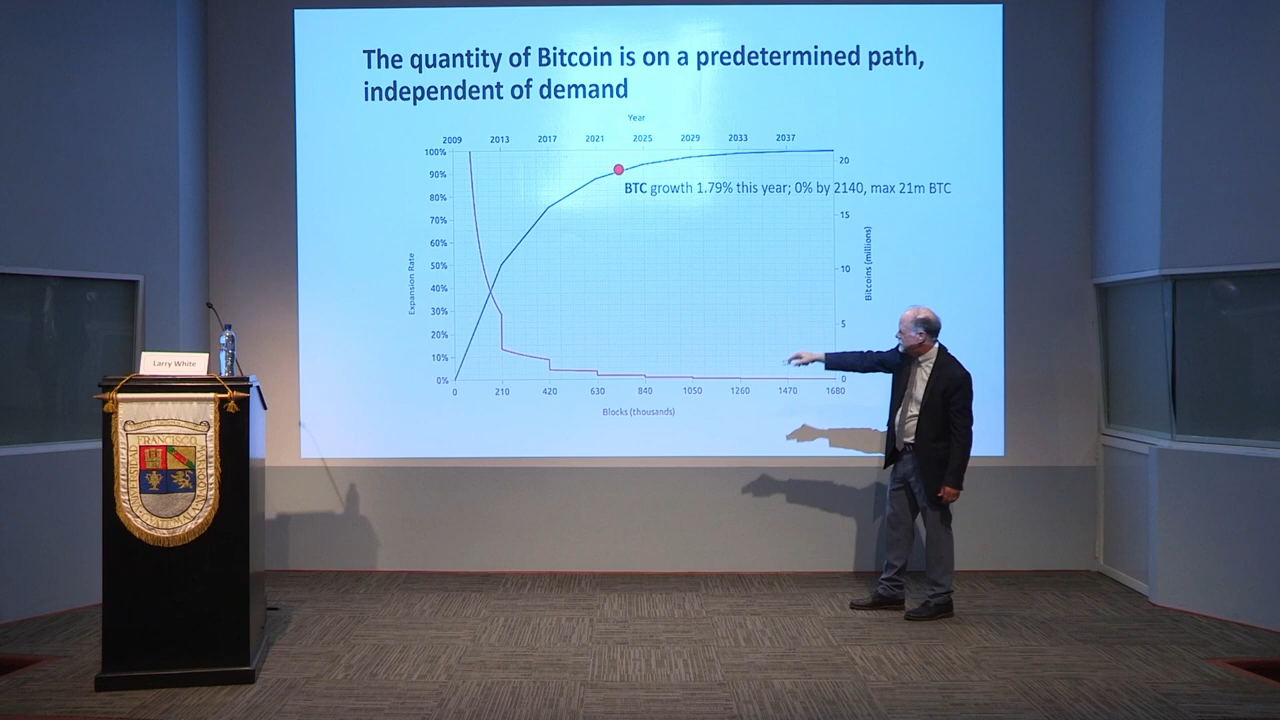 The quantity of Bitcoin is on a predetermined path,
independent of demand
Year
2009 2013 2017 2021 2025 2029 2033 2037
100%
90%
80%
70%
60%
50%
40%
30%
20%
10%
0%
Expansion Rate
BTC growth 1.79% this year; 0% by 2140, max 21m BTC
20
15
10
5
0
Bitcoins (millions)
0 210 420 630 840 1050 1260 1470 1680
Blocks (thousands)
Larry White
FRANCISCO
UNIVERSIDAD